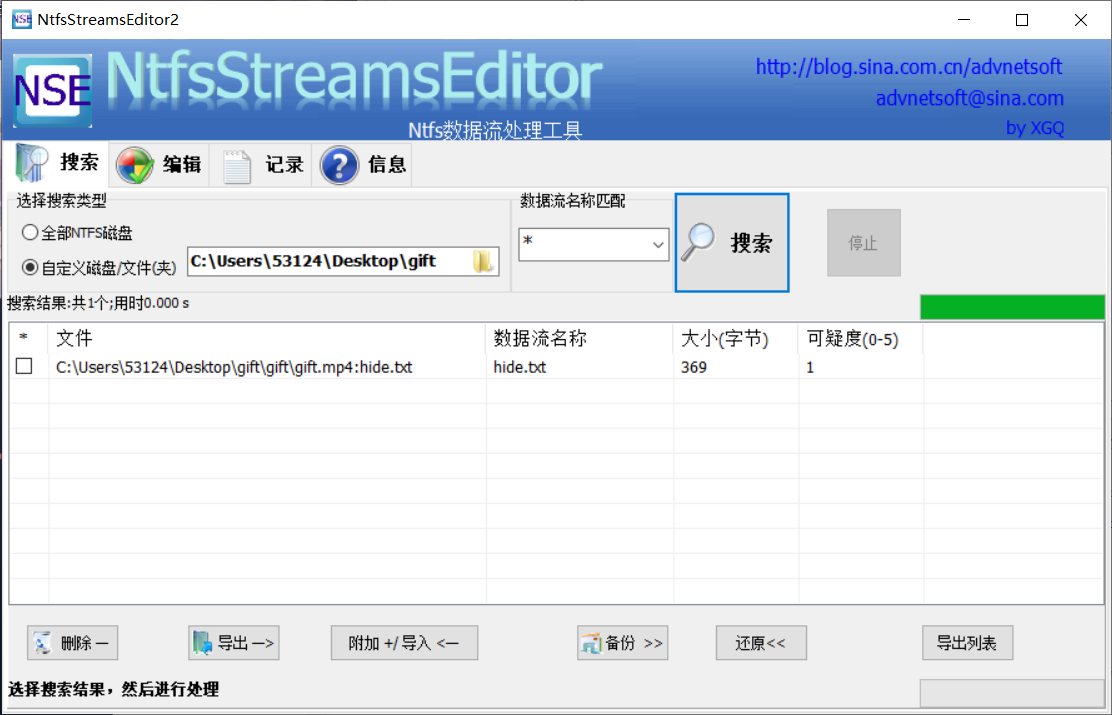 NtfsStreamsEditor2
NSE
NtfsStreamsEditor
Ntfs数据流处理工具
http://blog.sina.com.cn/advnetsoft
advnetsoft@sina.com
by XGQ
搜索 编辑 记录 信息
选择搜索类型
全部NTFS磁盘
自定义磁盘/文件(夹) C:\Users\53124\Desktop\gift
数据流名称匹配
*
搜索
停止
搜索结果:共1个;用时0.000 s
* 文件 数据流名称 大小(字节) 可疑度(0-5)
C:\Users\53124\Desktop\gift\gift\gift.mp4:hide.txt hide.txt 369 1
删除 — 导出 —> 附加 +/ 导入 <— 备份 >> 还原<< 导出列表
选择搜索结果，然后进行处理